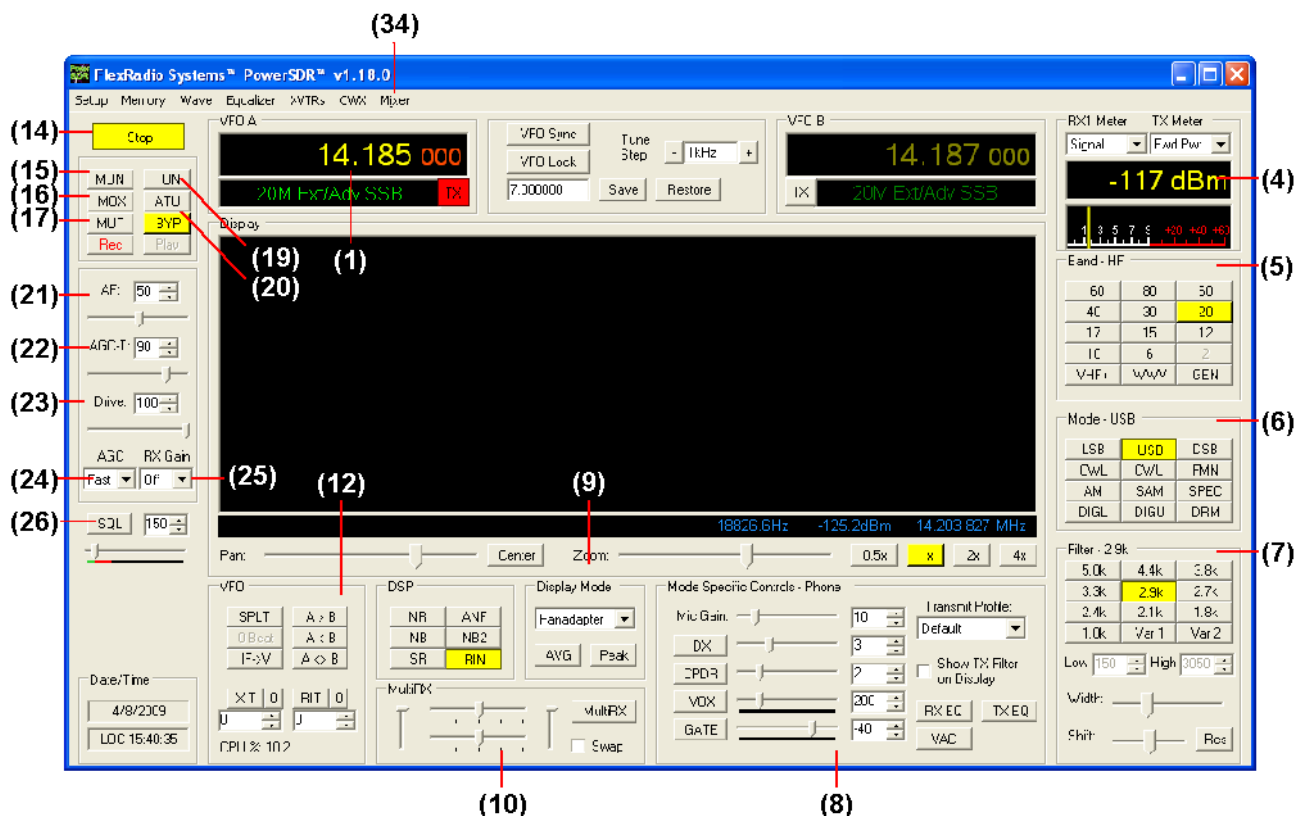 (34)
FlexRadio Systems™ PowerSDR™ v1.18.0
Setup Memory Wave Equalizer XVTRs CWX Mixer
(14)
Stop
VFO A
14.185 000
20M Ext/Adv SSB TX
VFO Sync
VFO Lock
Tune Step - 1kHz +
7.000000 Save Restore
VFO B
14.187 000
TX 20M Ext/Adv SSB
RX1 Meter TX Meter
Signal Fwd Pwr
-117 dBm
(4)
1 3 5 7 9 +20 +40 +60
(15)
MON
(16)
MOX ATU
(17)
BYP
Rec Play
(19)
(20)
(1)
Display
(21)
AF: 50
(22)
AGC-T: 90
(23)
Drive: 100
AGC RX Gain
(24)
Fast Off
(25)
(26)
SQL 150
(12)
(9)
18826.6Hz -125.2dBm 14.203 827 MHz
Pan: Center Zoom: 0.5x 2x 4x
Band - HF
(5)
80
40 30 20
17 15 12
10 6 2
VHF+ WWV GEN
Mode - USB
(6)
LSB USB DSB
CWL FMN
AM SAM SPEC
DIGL DIGU DRM
Filter - 2.9k
(7)
5.0k 4.4k 3.8k
3.3k 2.9k 2.7k
2.4k 2.1k 1.8k
1.0k Var 1 Var 2
Low 150 High 3050
Width:
Shift: Res
Date/Time
4/8/2009
LOC 15:40:35
VFO
SPLT A > B
0 Beat A < B
IF->V A <> B
XIT 0 RIT 0
CPU %: 10.2
DSP
NR ANF
NB NB2
SR BIN
Display Mode
Panadapter
AVG Peak
MultiRX
MultiRX
Swap
(10)
Mode Specific Controls - Phone
Mic Gain: 10
DX 3
CPDR 2
VOX 200
GATE -40
Transmit Profile:
Default
Show TX Filter on Display
RX EQ TX EQ
VAC
(8)